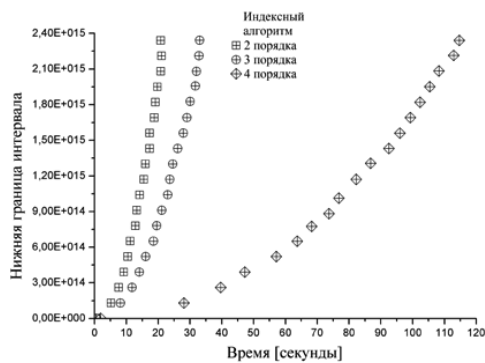 Индексный
алгоритм
2 порядка
3 порядка
4 порядка
Нижняя граница интервала
2,40E+015
2,10E+015
1,80E+015
1,50E+015
1,20E+015
9,00E+014
6,00E+014
3,00E+014
0,00E+000
0 10 20 30 40 50 60 70 80 90 100 110 120
Время [секунды]